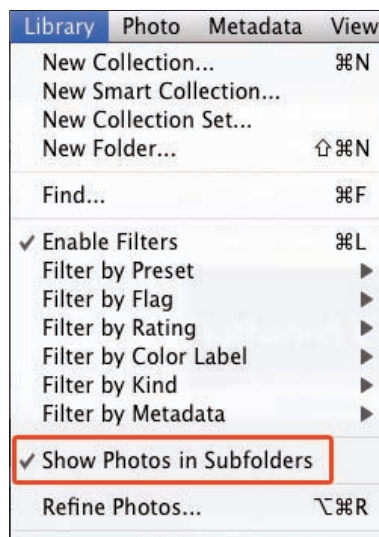 Library Photo Metadata View
New Collection... ⌘N
New Smart Collection...
New Collection Set...
New Folder... ⇧⌘N
Find... ⌘F
✓ Enable Filters ⌘L
Filter by Preset ▶
Filter by Flag ▶
Filter by Rating ▶
Filter by Color Label ▶
Filter by Kind ▶
Filter by Metadata ▶
✓ Show Photos in Subfolders
Refine Photos... ⌥⌘R